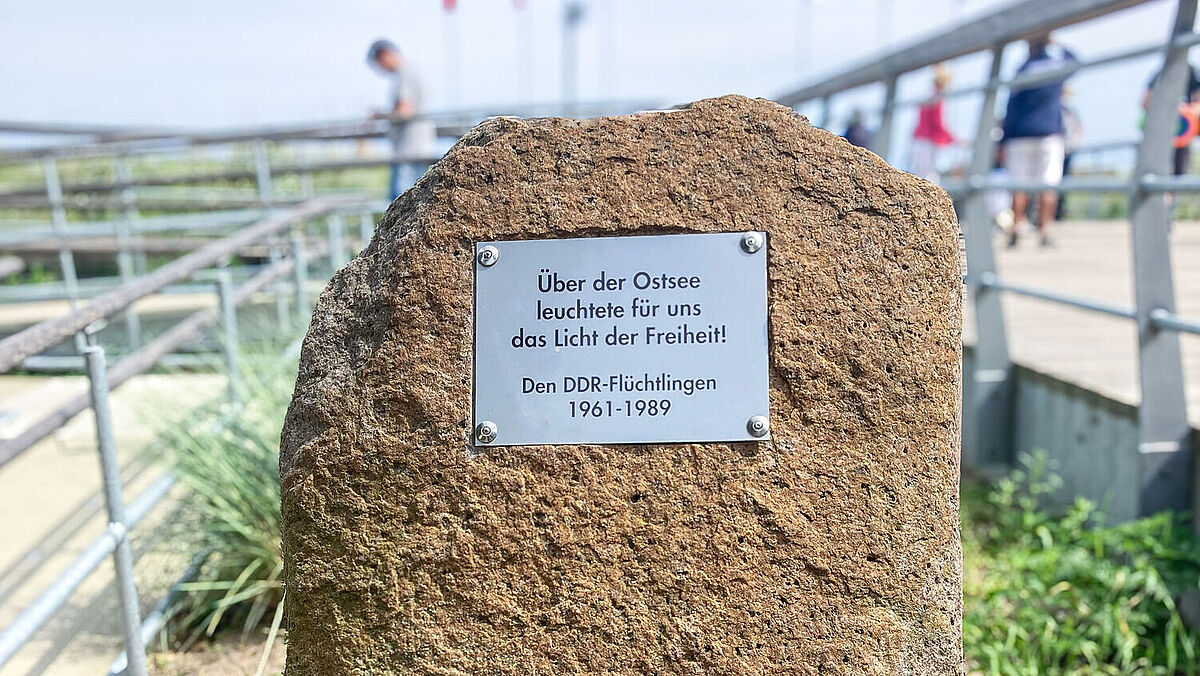 Über der Ostsee
leuchtete für uns
das Licht der Freiheit!
Den DDR-Flüchtlingen
1961-1989